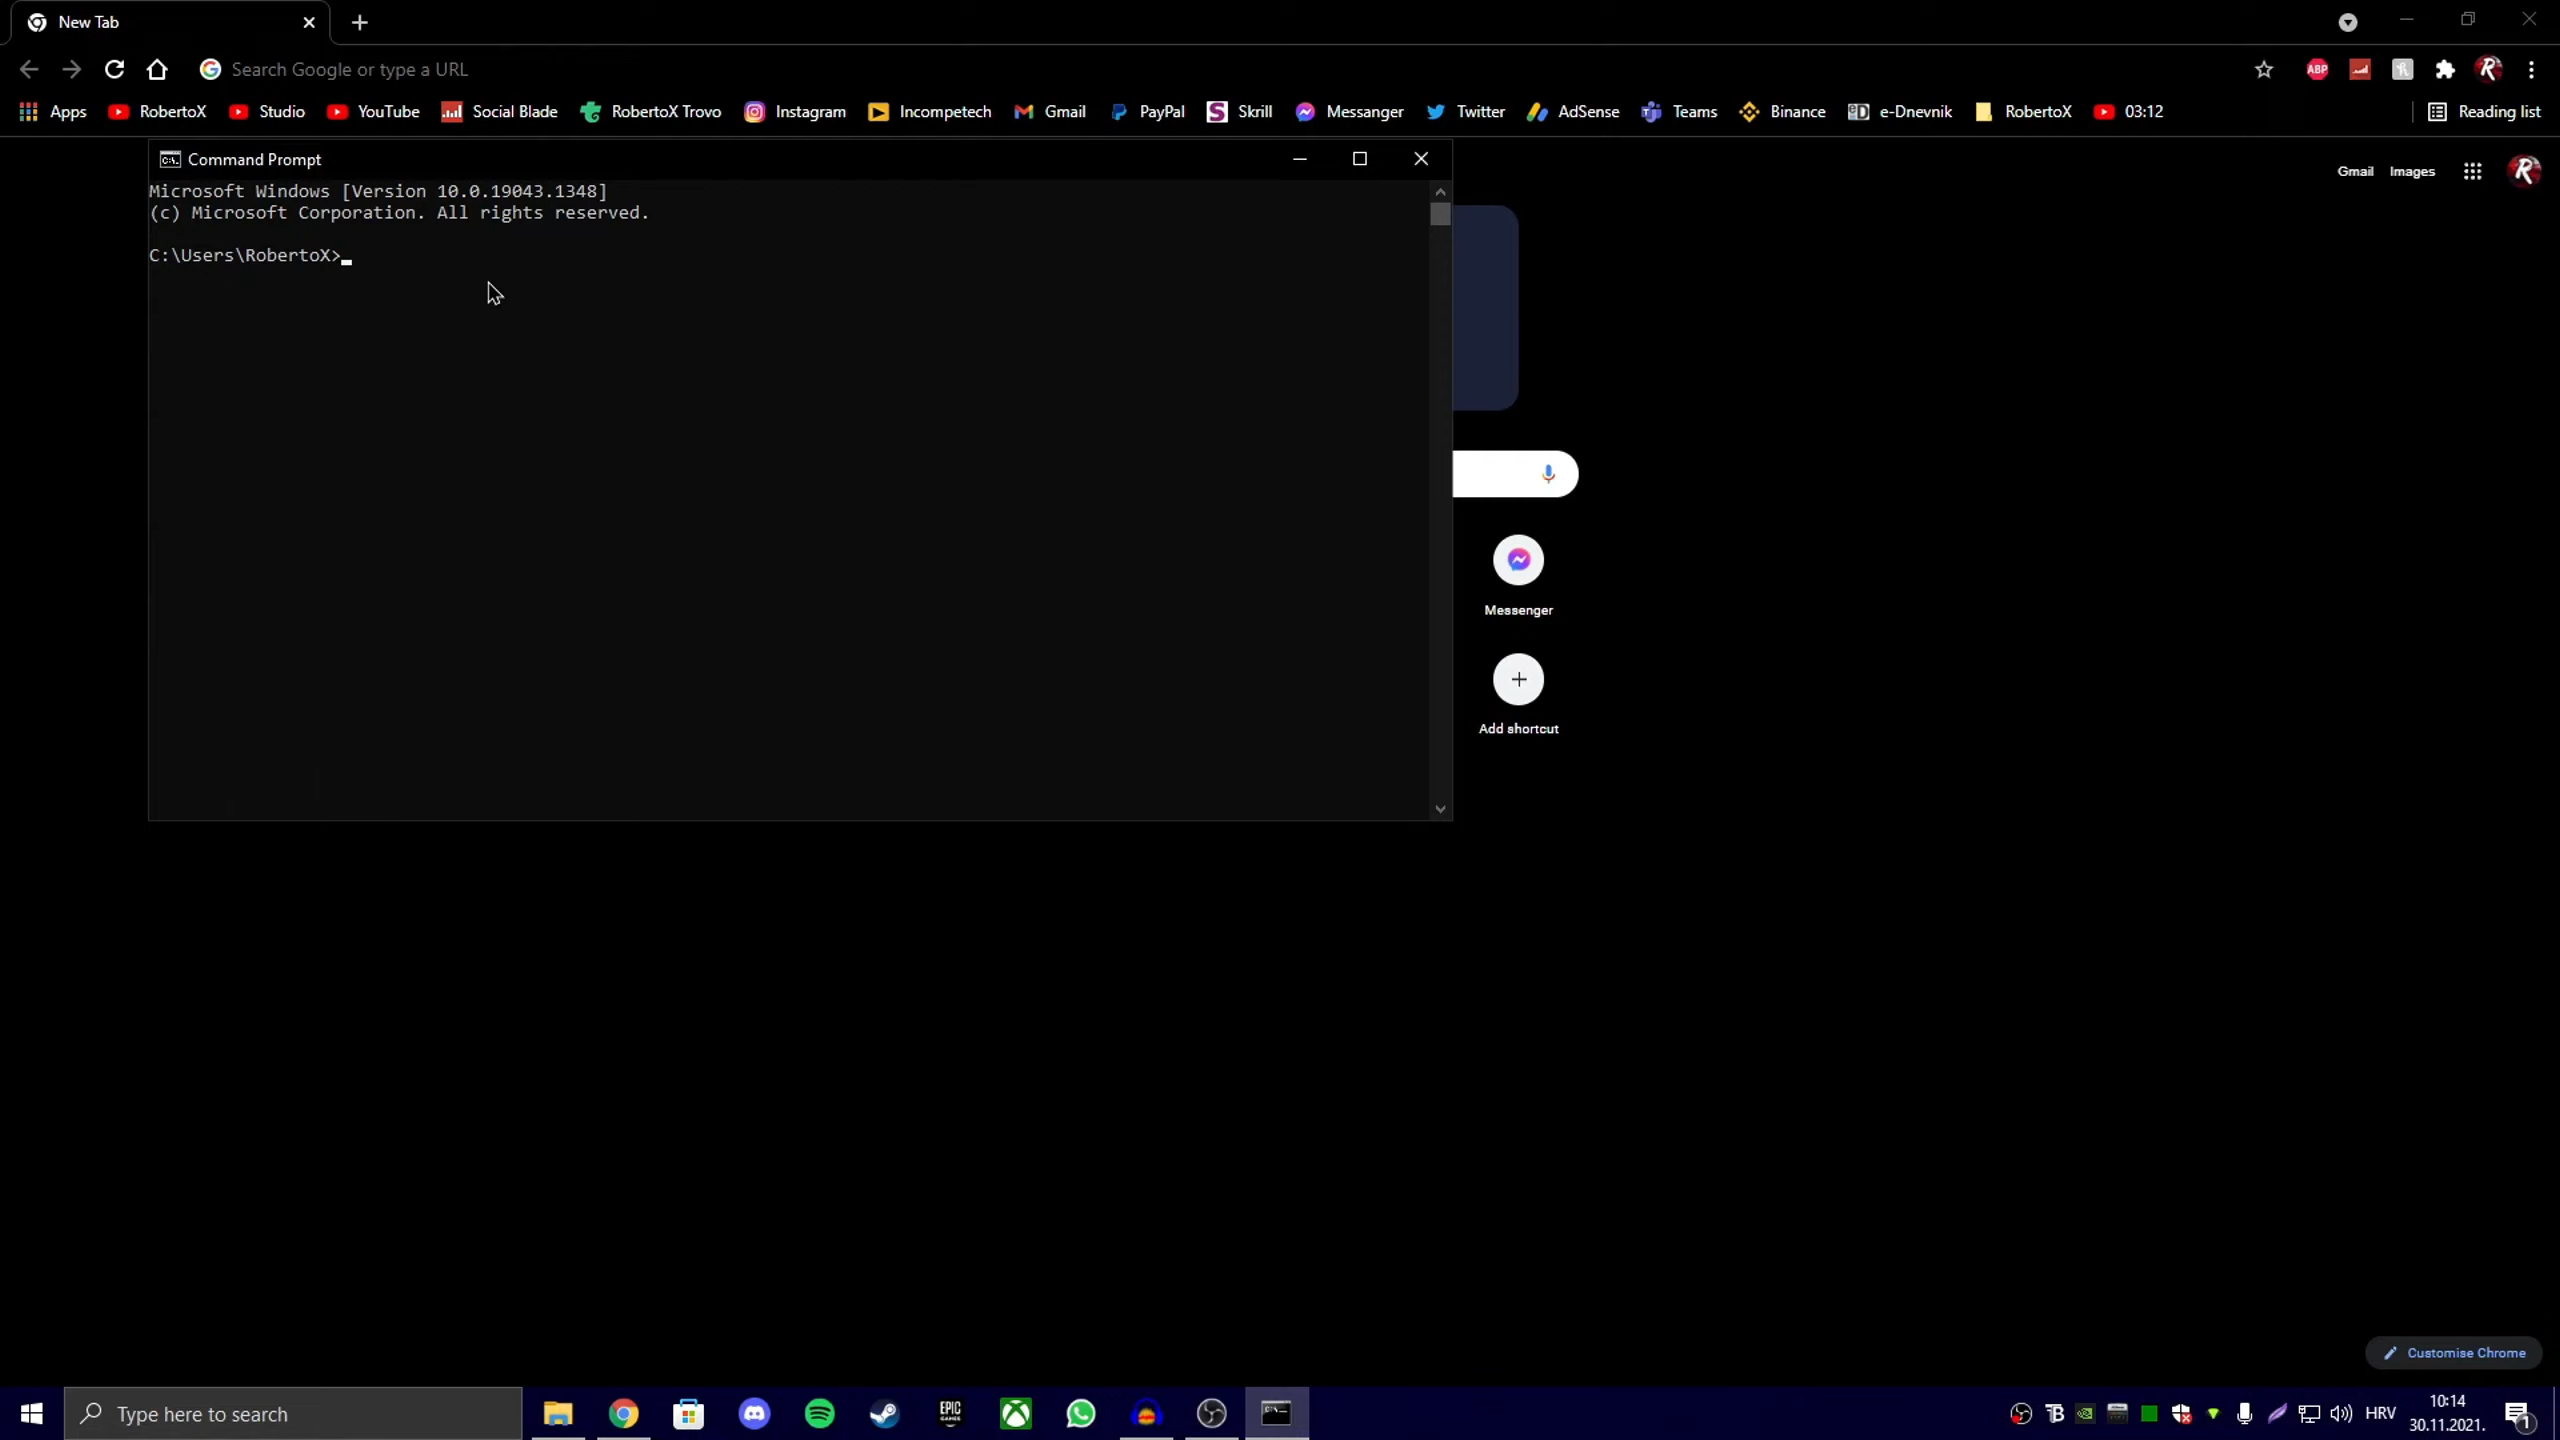 New Tab
Search Google or type a URL
Apps RobertoX Studio YouTube Social Blade RobertoX Trovo Instagram Incompetech Gmail PayPal Skrill Messanger Twitter AdSense Teams Binance e-Dnevnik RobertoX 03:12 Reading list
Command Prompt
Gmail Images
Microsoft Windows [Version 10.0.19043.1348]
(c) Microsoft Corporation. All rights reserved.
C:\Users\RobertoX>
Messenger
Add shortcut
Customise Chrome
Type here to search
EPIC
GAMES
HRV
10:14
30.11.2021.
1